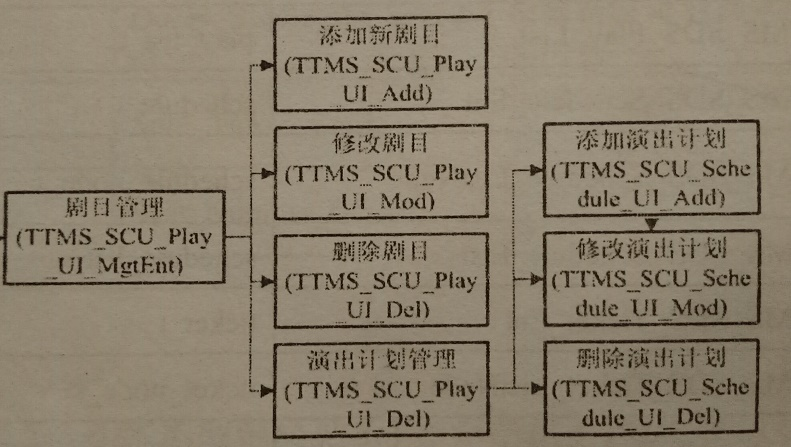 剧目管理
(TTMS_SCU_Play
_UI_MgtEnt)
添加新剧目
(TTMS_SCU_Play
UI_Add)
修改剧目
(TTMS_SCU_Play
_UI_Mod)
删除剧目
(TTMS_SCU_Play
_UI_Del)
演出计划管理
(TTMS_SCU_Play
_UI_Del)
添加演出计划
(TTMS_SCU_Sche
dule_UI_Add)
修改演出计划
(TTMS_SCU_Sche
dule_UI_Mod)
删除演出计划
(TTMS_SCU_Sche
dule_UI_Del)